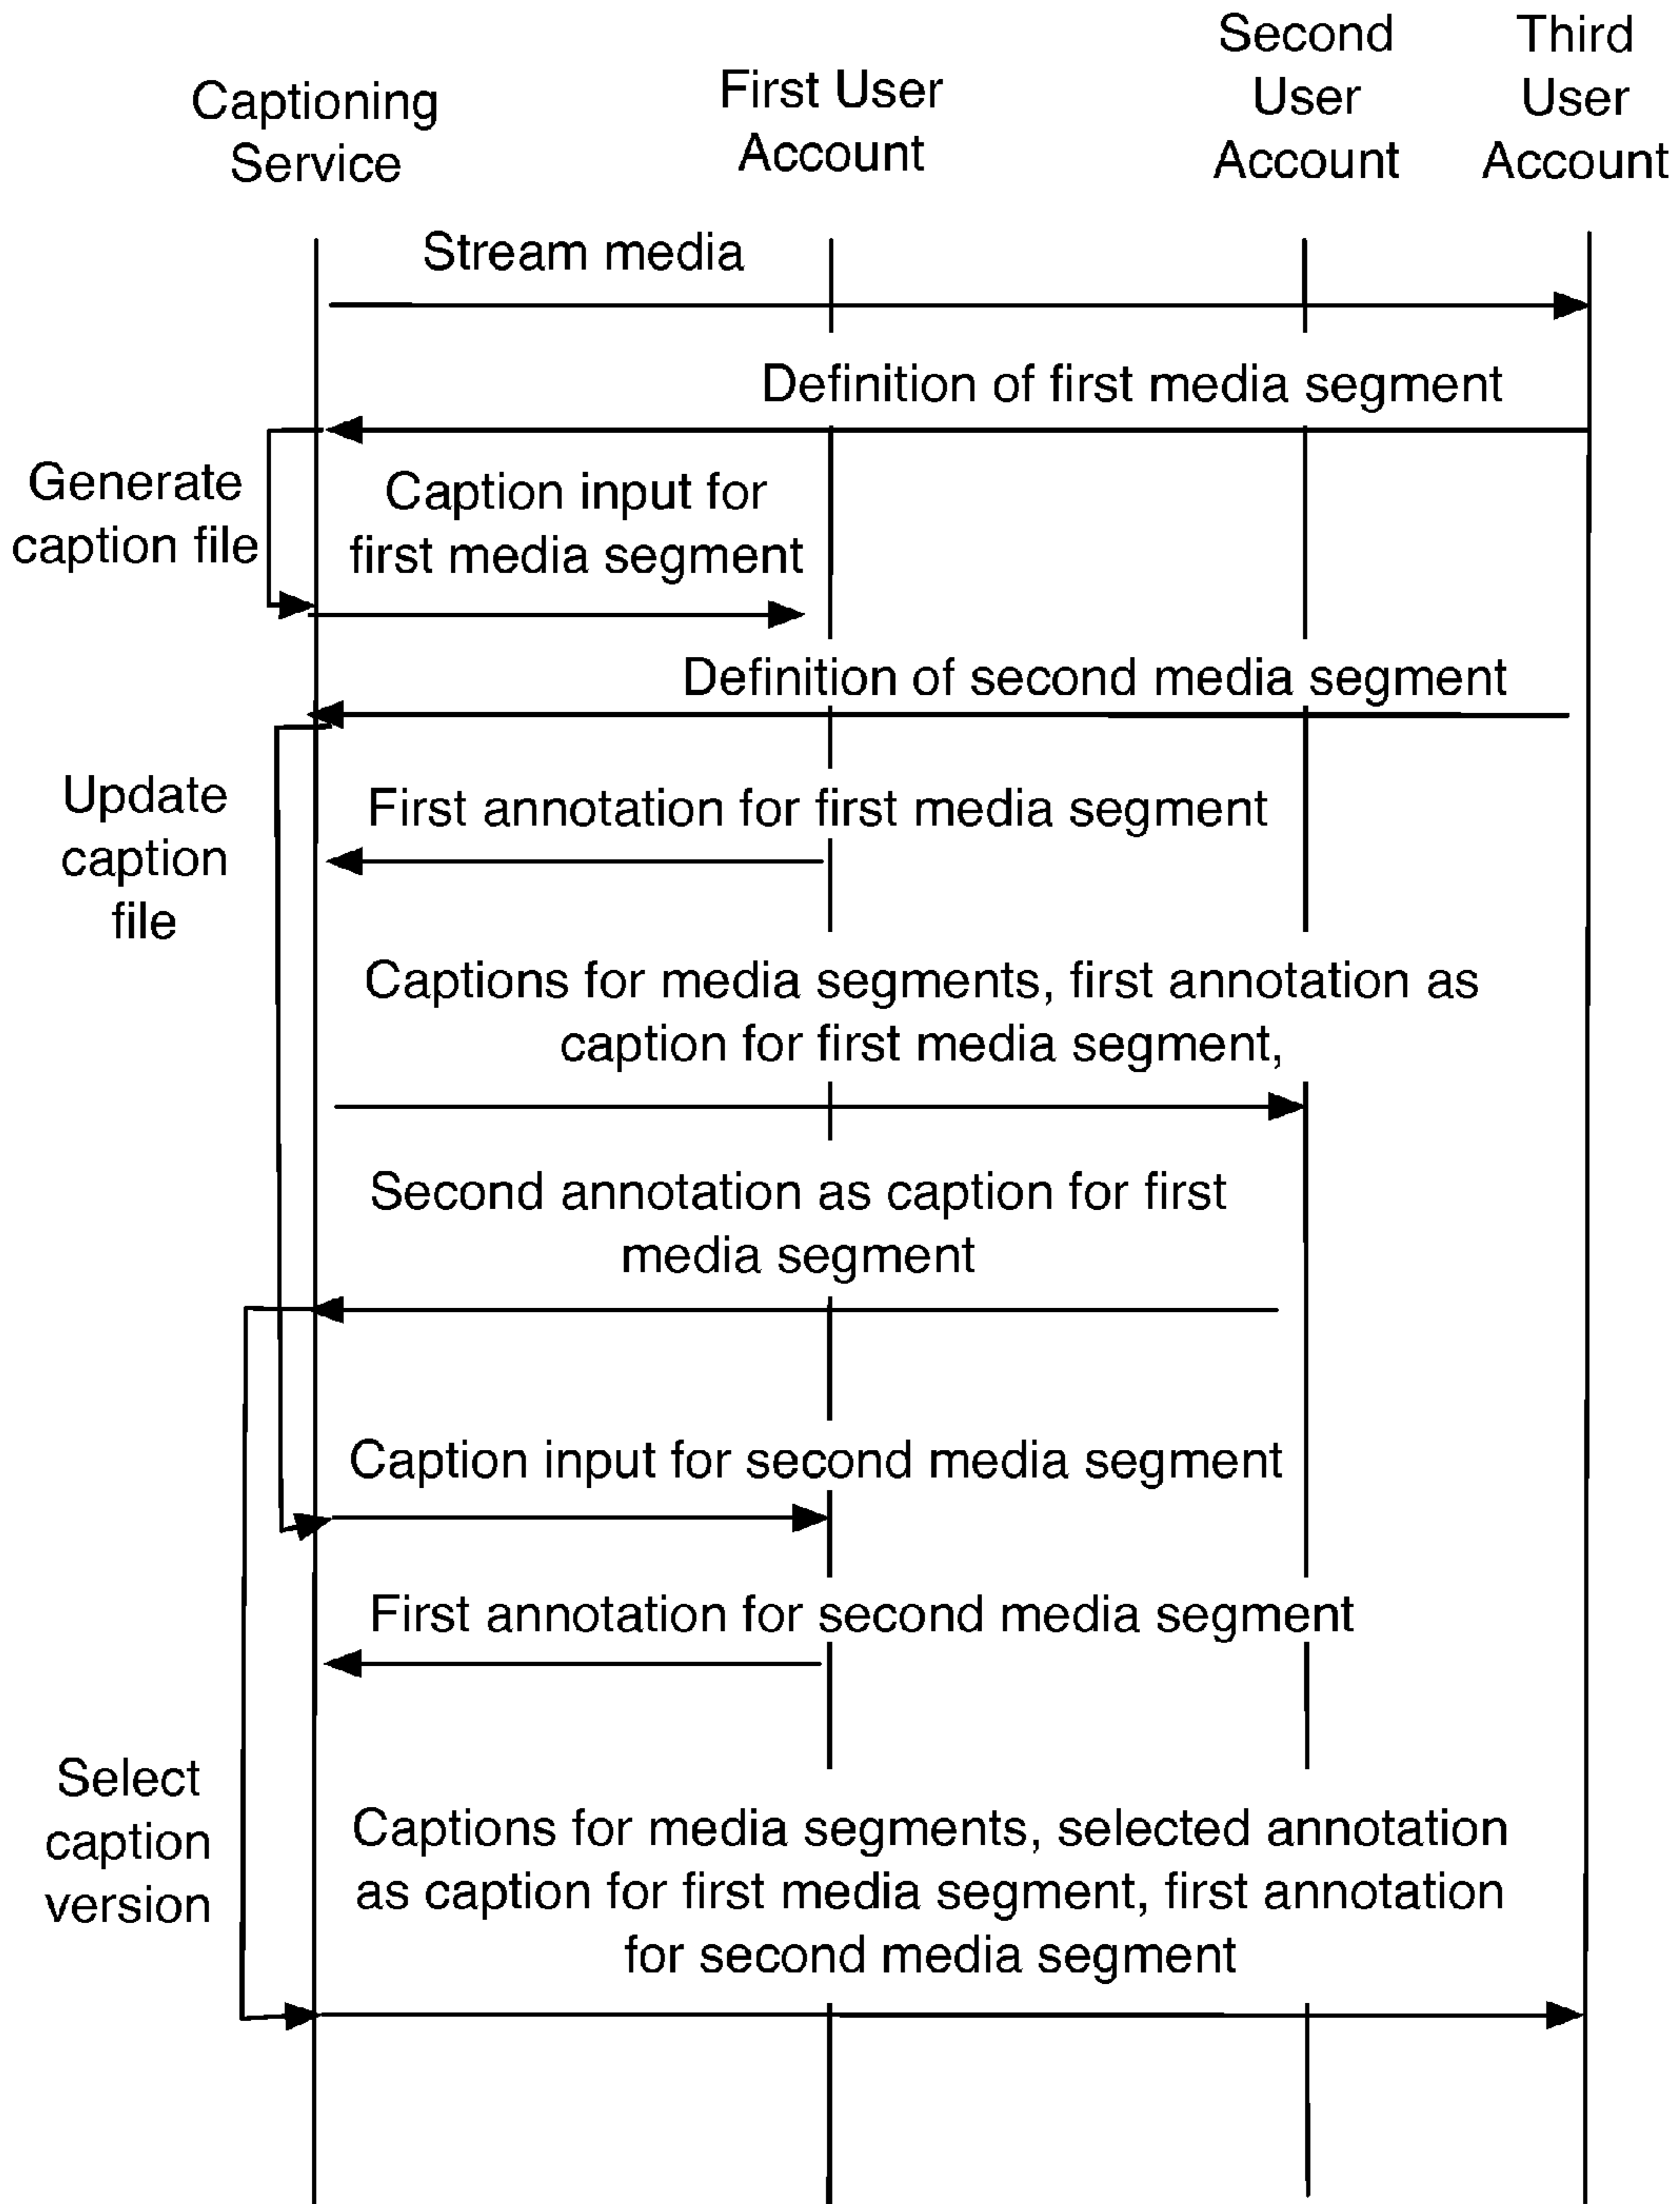 Captioning
Service
First User
Account
Second
User
Account
Third
User
Account
Stream media
Definition of first media segment
Generate
caption file
Caption input for
first media segment
Definition of second media segment
Update
caption
file
First annotation for first media segment
Captions for media segments, first annotation as
caption for first media segment,
Second annotation as caption for first
media segment
Caption input for second media segment
First annotation for second media segment
Select
caption
version
Captions for media segments, selected annotation
as caption for first media segment, first annotation
for second media segment